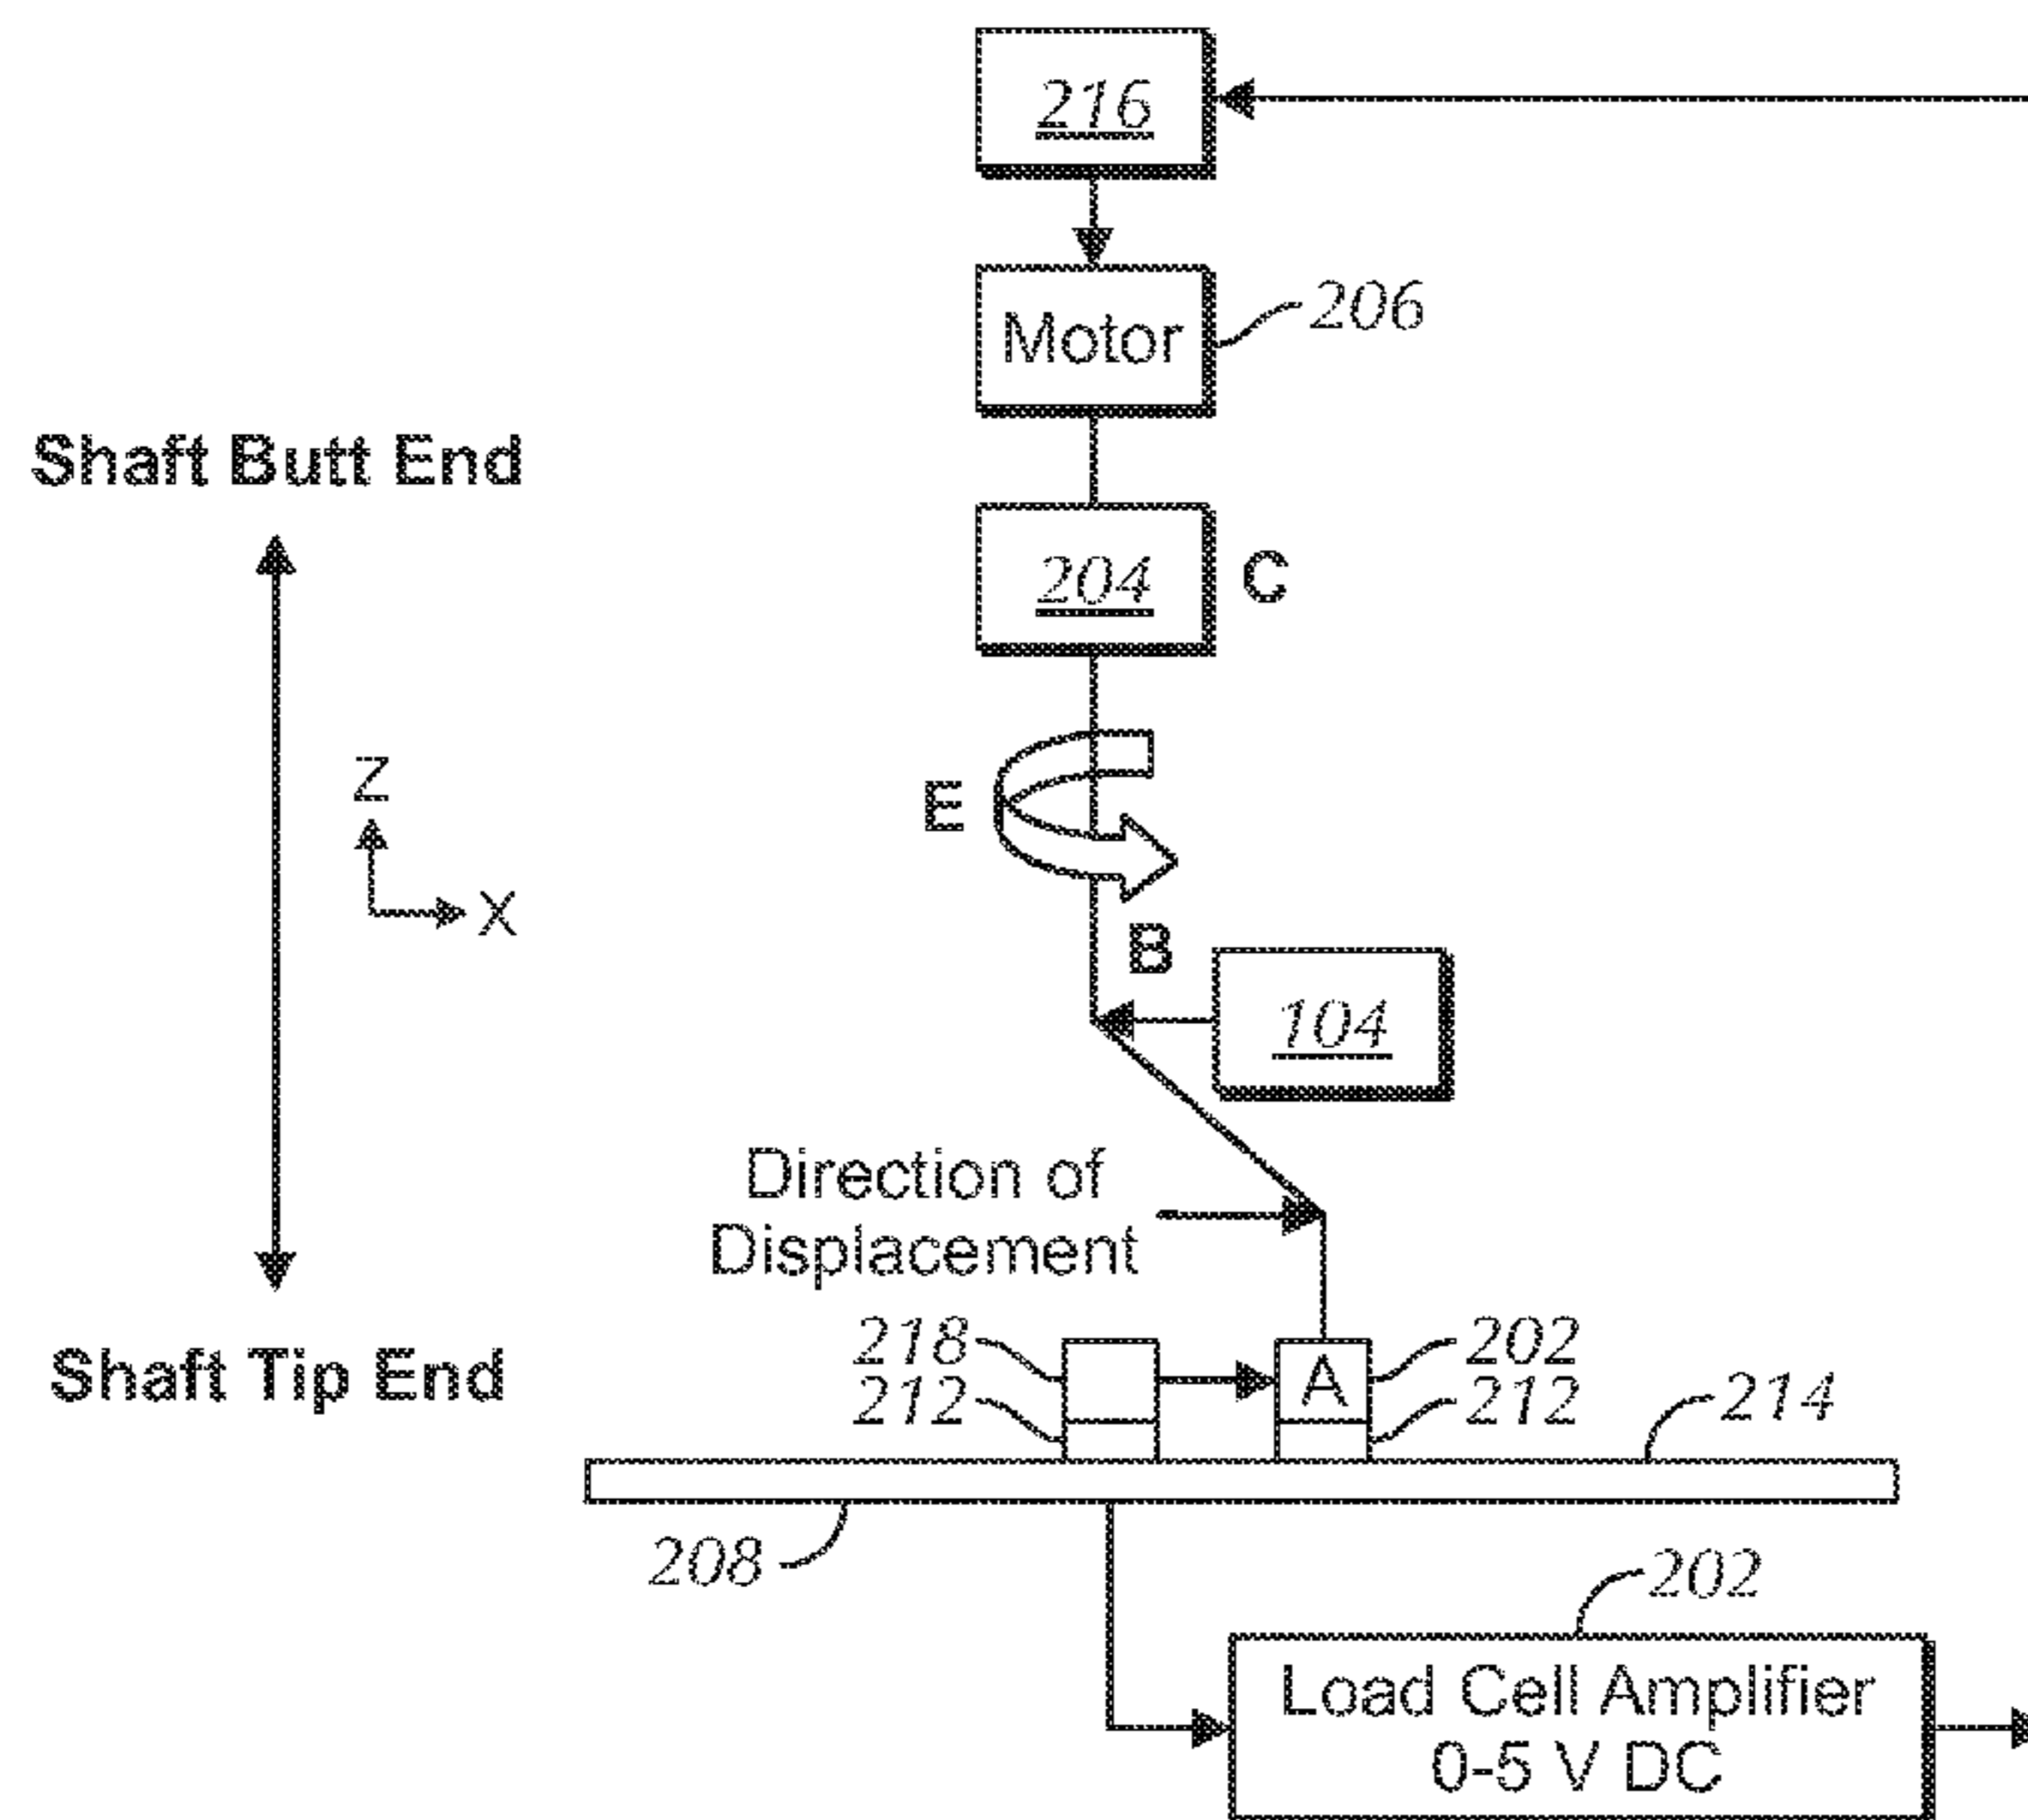 216
Motor
206
Shaft Butt End
204
C
Z
X
E
B
104
Direction of
Displacement
218
212
A
202
212
214
Shaft Tip End
208
202
Load Cell Amplifier
0-5 V DC